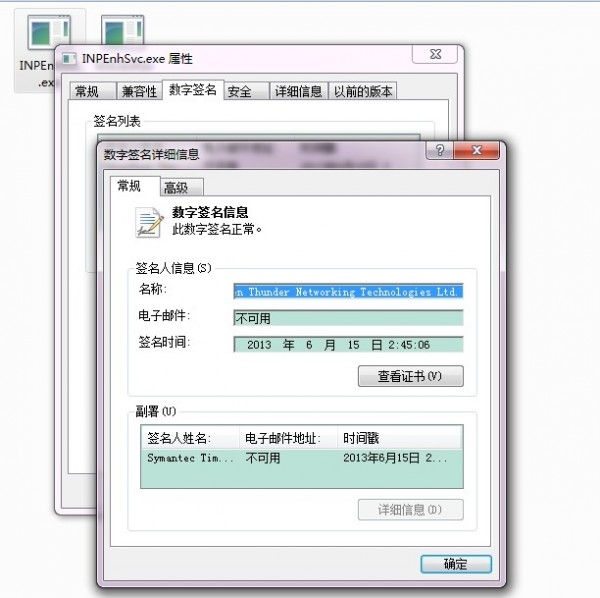 INPEn
.ex
INPEnhSvc.exe 属性
常规
兼容性
数字签名
安全
详细信息
以前的版本
签名列表
数字签名详细信息
常规
高级
数字签名信息
此数字签名正常。
签名人信息(S)
名称:
n Thunder Networking Technologies Ltd.
电子邮件:
不可用
签名时间:
2013 年 6 月 15 日 2:45:06
查看证书(V)
副署(U)
签名人姓名: 电子邮件地址: 时间戳
Symantec Tim... 不可用 2013年6月15日 2...
详细信息(D)
确定